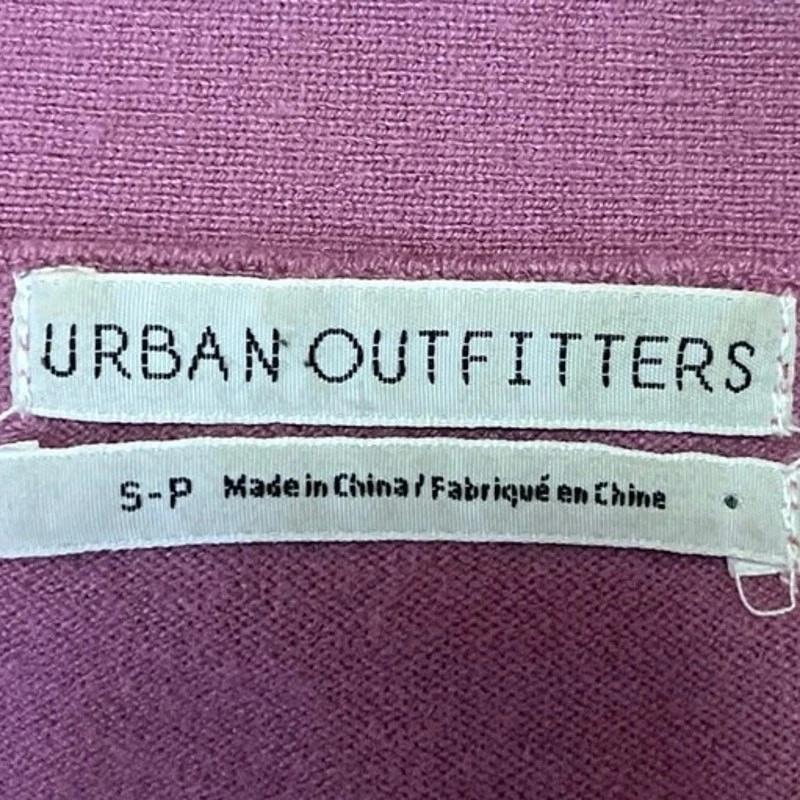 URBAN OUTFITTERS
S-P Made in China / Fabriqué en Chine